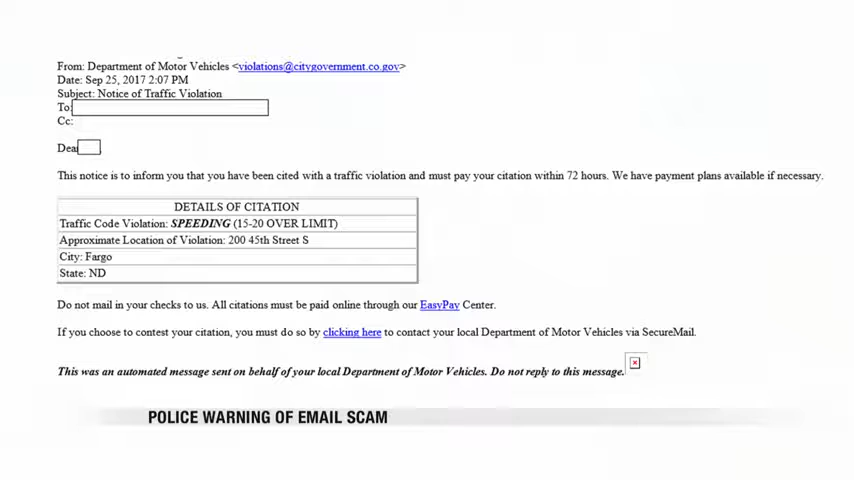 From: Department of Motor Vehicles <violations@citygovernment.co.gov>
Date: Sep 25, 2017 2:07 PM
Subject: Notice of Traffic Violation
To:
Cc:
Dea
This notice is to inform you that you have been cited with a traffic violation and must pay your citation within 72 hours. We have payment plans available if necessary.
DETAILS OF CITATION
Traffic Code Violation: SPEEDING (15-20 OVER LIMIT)
Approximate Location of Violation: 200 45th Street S
City: Fargo
State: ND
Do not mail in your checks to us. All citations must be paid online through our EasyPay Center.
If you choose to contest your citation, you must do so by clicking here to contact your local Department of Motor Vehicles via SecureMail.
This was an automated message sent on behalf of your local Department of Motor Vehicles. Do not reply to this message.
POLICE WARNING OF EMAIL SCAM